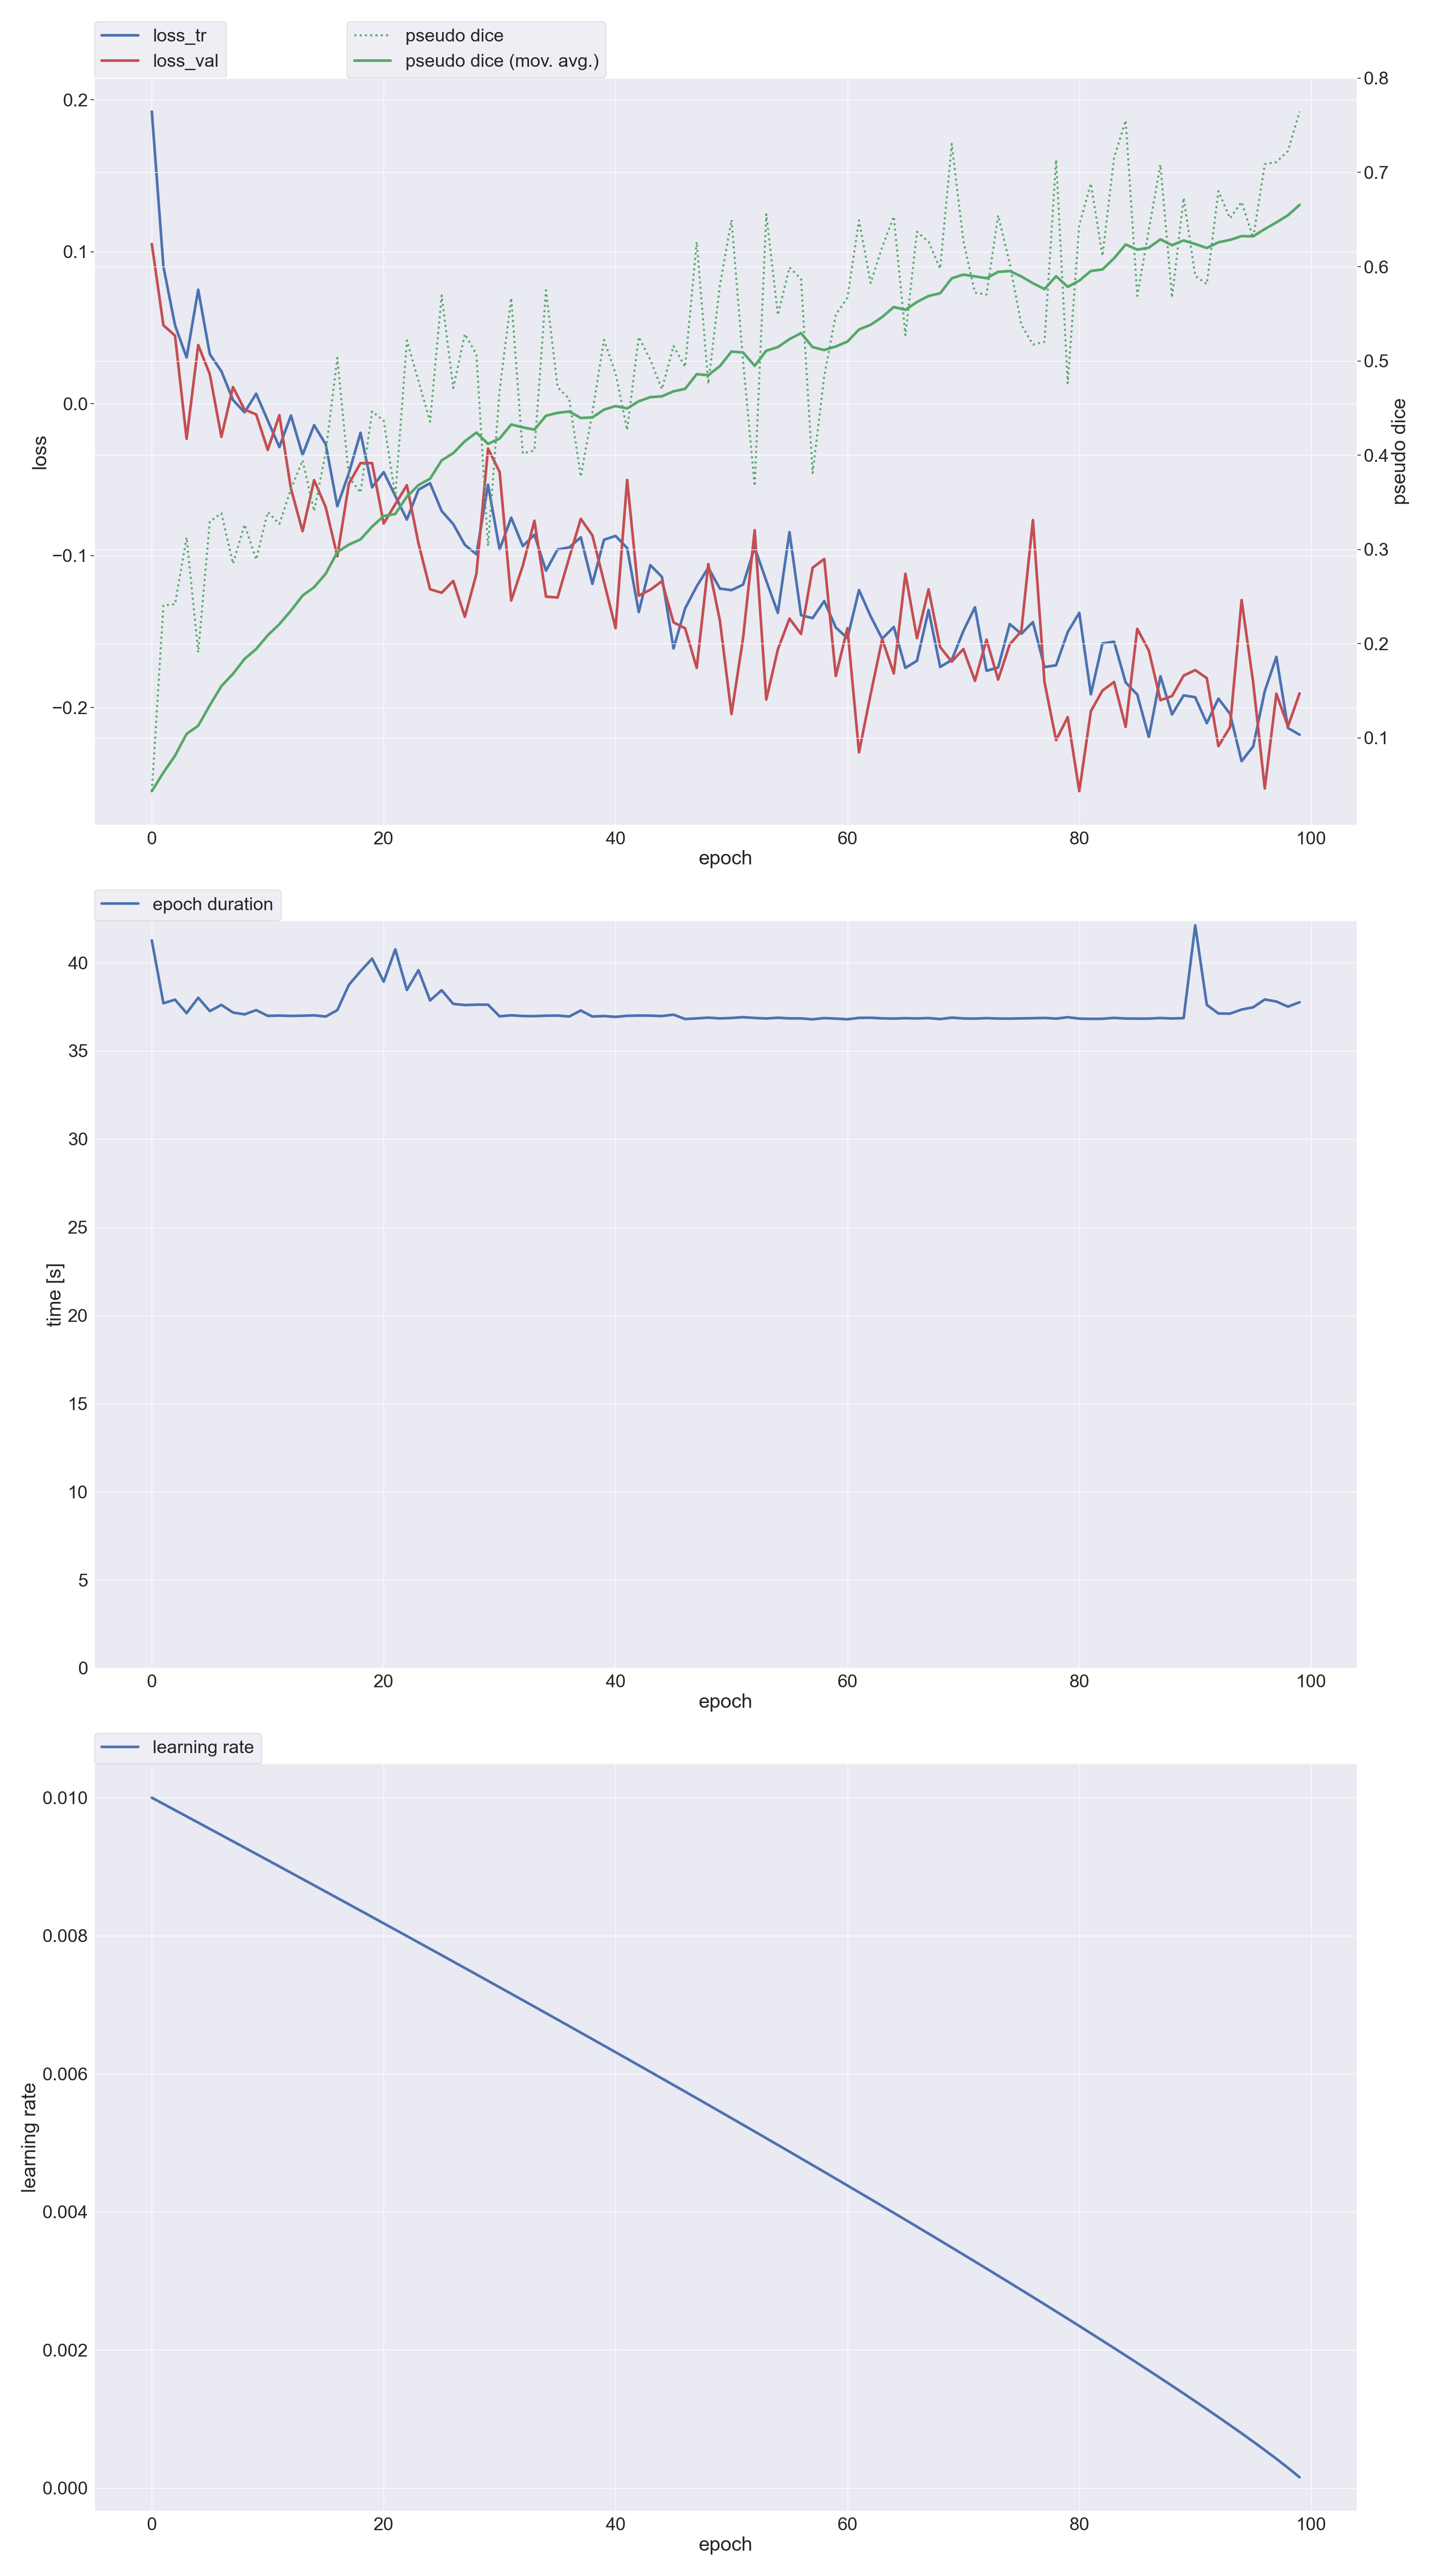 loss_tr
loss_val
pseudo dice
pseudo dice (mov. avg.)
0.2
0.1
0.0
−0.1
−0.2
loss
0.8
0.7
0.6
0.5
0.4
0.3
0.2
0.1
pseudo dice
0 20 40 60 80 100
epoch
epoch duration
40
35
30
25
20
15
10
5
0
time [s]
0 20 40 60 80 100
epoch
learning rate
0.010
0.008
0.006
0.004
0.002
0.000
learning rate
0 20 40 60 80 100
epoch